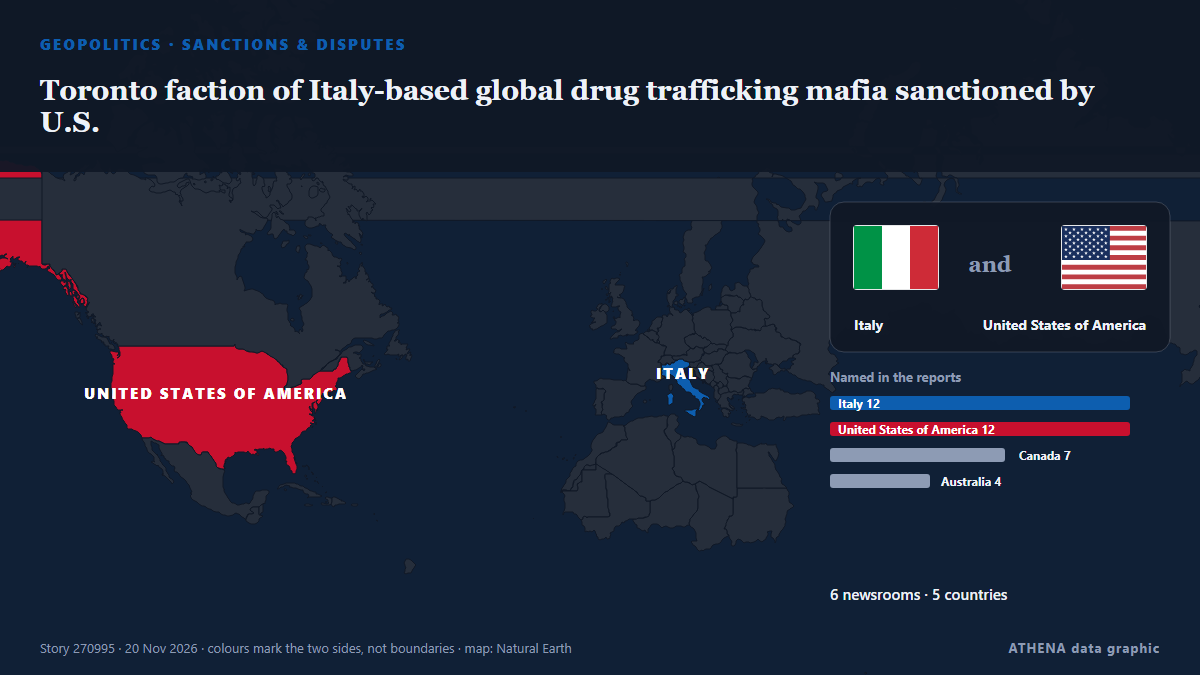 GEOPOLITICS · SANCTIONS & DISPUTES
Toronto faction of Italy-based global drug trafficking mafia sanctioned by
U.S.
and
Italy
United States of America
UNITED STATES OF AMERICA
ITALY
Named in the reports
Italy 12
United States of America 12
Canada 7
Australia 4
6 newsrooms · 5 countries
Story 270995 · 20 Nov 2026 · colours mark the two sides, not boundaries · map: Natural Earth
ATHENA data graphic